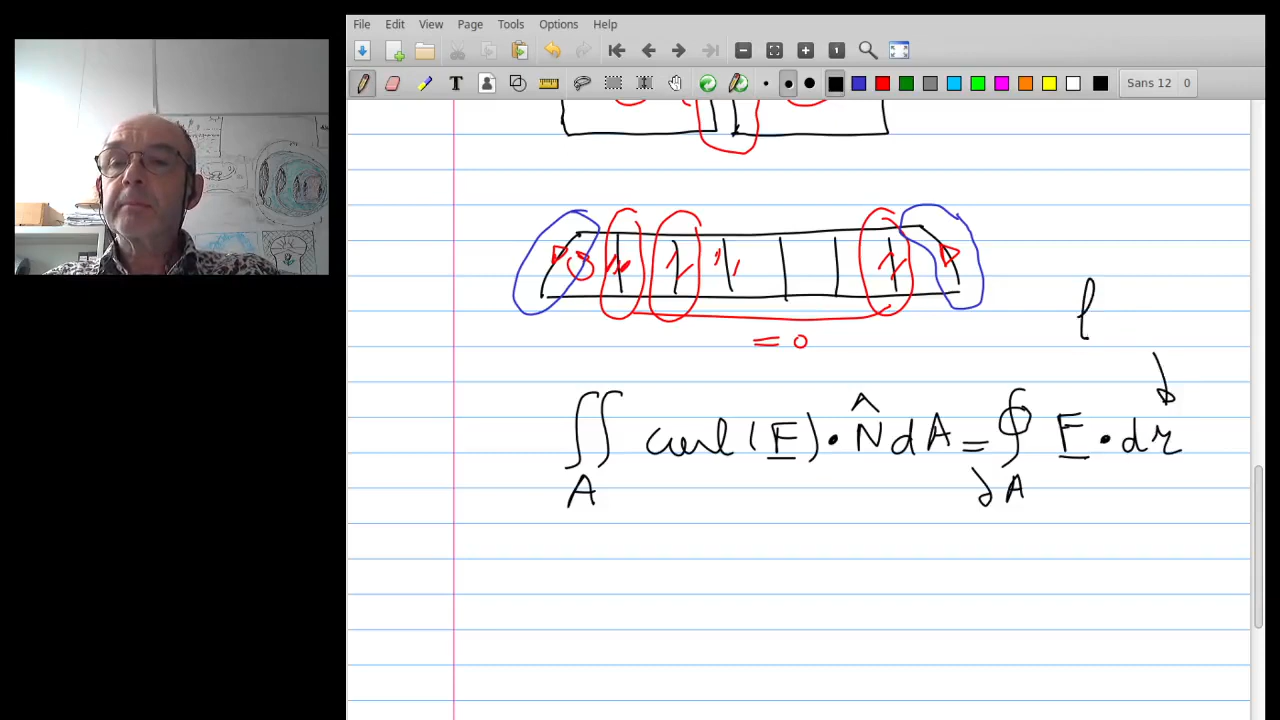 File Edit View Page Tools Options Help
Sans 12 0
= 0
l
∬ curl(F)•N̂dA=∮ F•dr
A ∂A